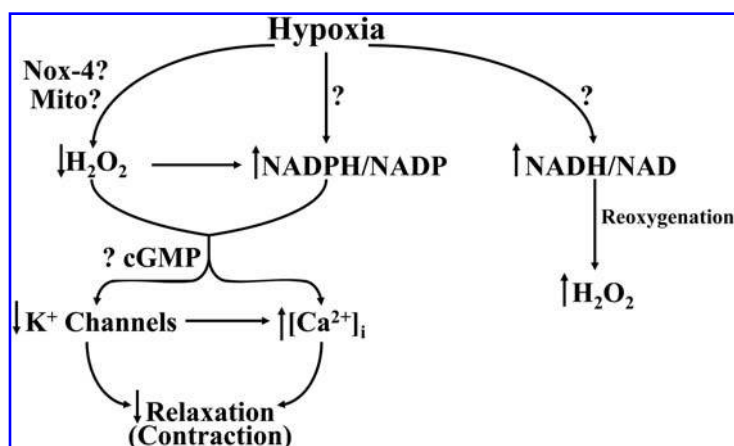 Hypoxia
Nox-4?
Mito?
?
?
↓H₂O₂
↑NADPH/NADP
↑NADH/NAD
Reoxygenation
? cGMP
↑H₂O₂
↓K⁺ Channels
↑[Ca²⁺]ᵢ
↓Relaxation
(Contraction)